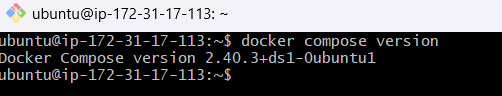 ubuntu@ip-172-31-17-113: ~
ubuntu@ip-172-31-17-113:~$ docker compose version
Docker Compose version 2.40.3+ds1-0ubuntu1
ubuntu@ip-172-31-17-113:~$